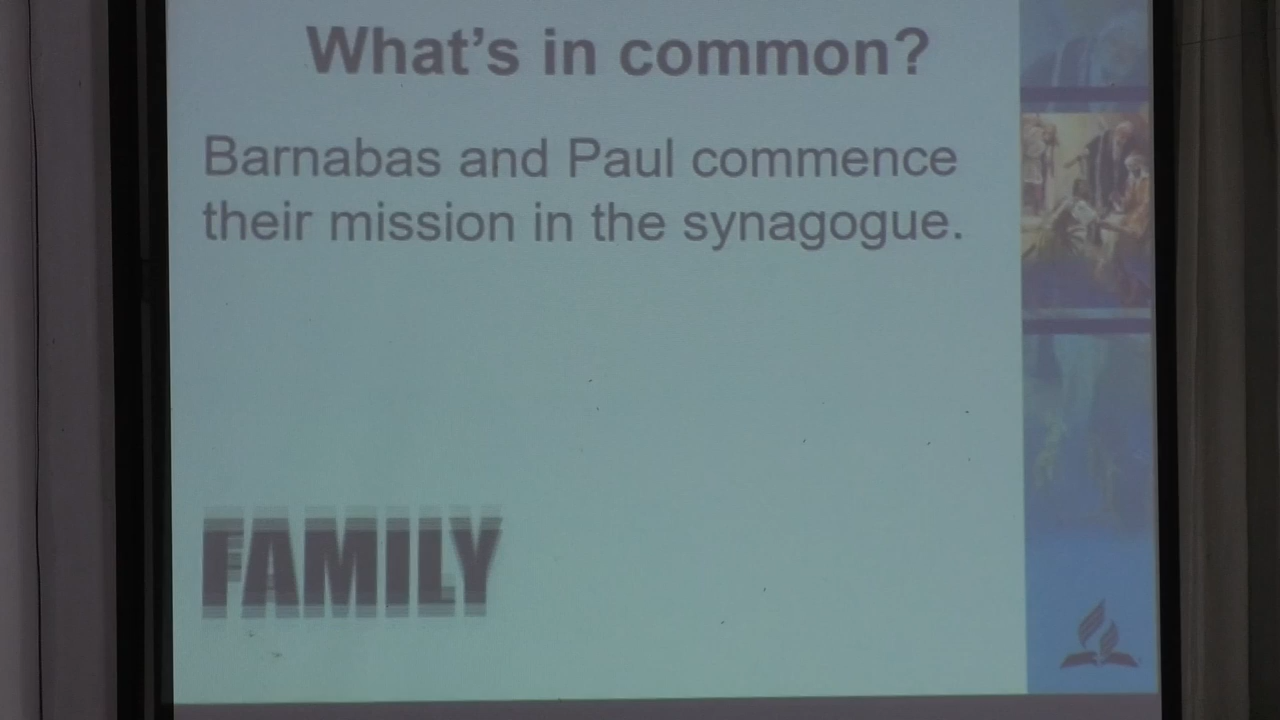 What's in common?
Barnabas and Paul commence
their mission in the synagogue.
FAMILY